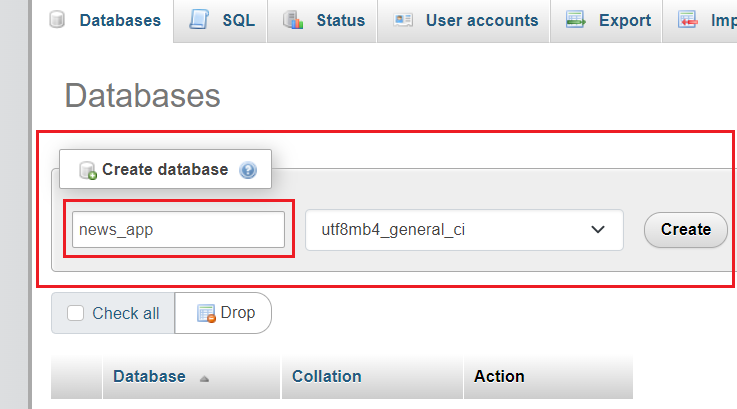 Databases SQL Status User accounts Export Imp
Databases
Create database
news_app utf8mb4_general_ci Create
Check all Drop
Database Collation Action